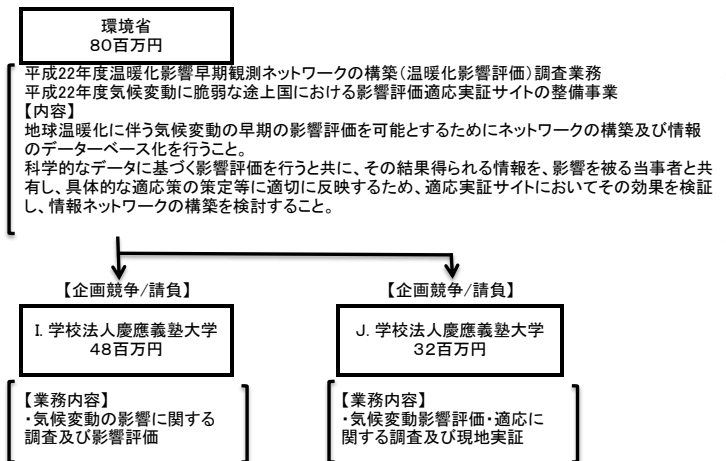 環境省
80百万円
平成22年度温暖化影響早期観測ネットワークの構築(温暖化影響評価)調査業務
平成22年度気候変動に脆弱な途上国における影響評価適応実証サイトの整備事業
【内容】
地球温暖化に伴う気候変動の早期の影響評価を可能とするためにネットワークの構築及び情報
のデーターベース化を行うこと。
科学的なデータに基づく影響評価を行うと共に、その結果得られる情報を、影響を被る当事者と共
有し、具体的な適応策の策定等に適切に反映するため、適応実証サイトにおいてその効果を検証
し、情報ネットワークの構築を検討すること。
【企画競争/請負】
【企画競争/請負】
I. 学校法人慶應義塾大学
48百万円
J. 学校法人慶應義塾大学
32百万円
【業務内容】
・気候変動の影響に関する
調査及び影響評価
【業務内容】
・気候変動影響評価・適応に
関する調査及び現地実証